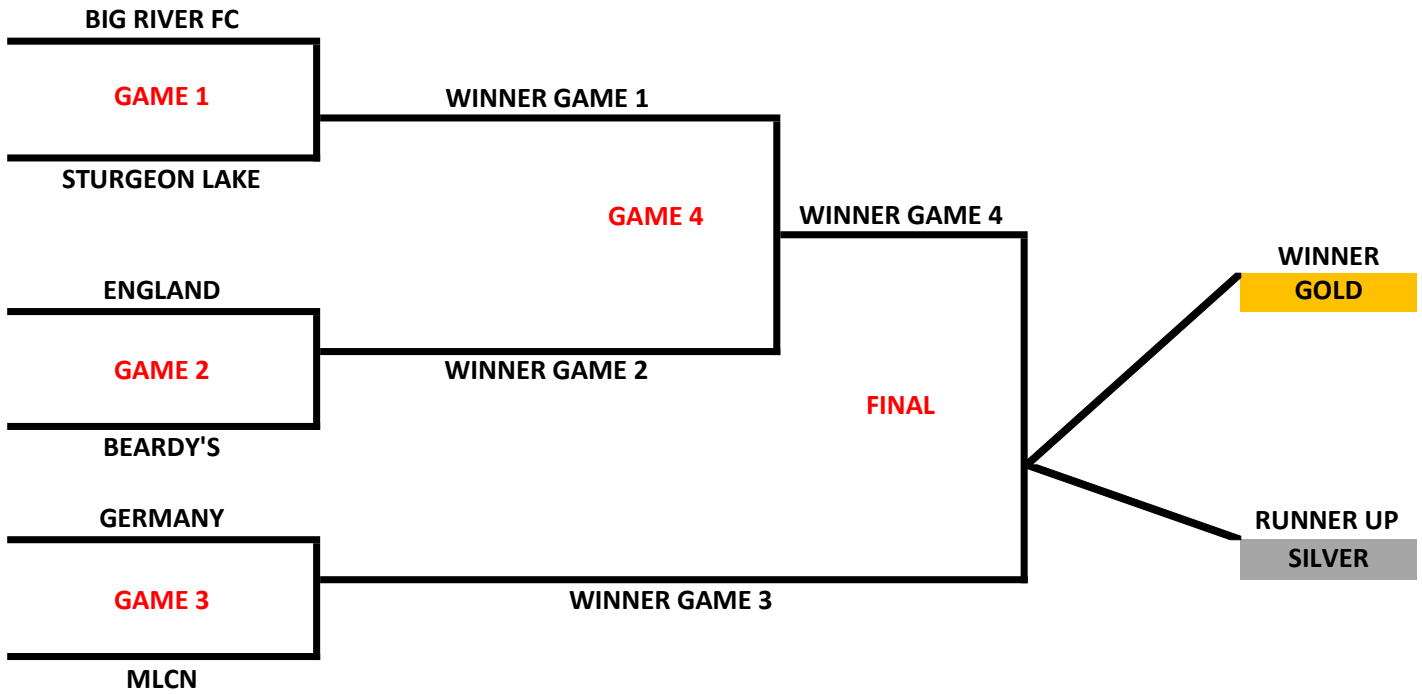 BIG RIVER FC
GAME 1
WINNER GAME 1
STURGEON LAKE
GAME 4
WINNER GAME 4
WINNER
GOLD
ENGLAND
GAME 2
WINNER GAME 2
BEARDY'S
FINAL
GERMANY
RUNNER UP
SILVER
GAME 3
WINNER GAME 3
MLCN